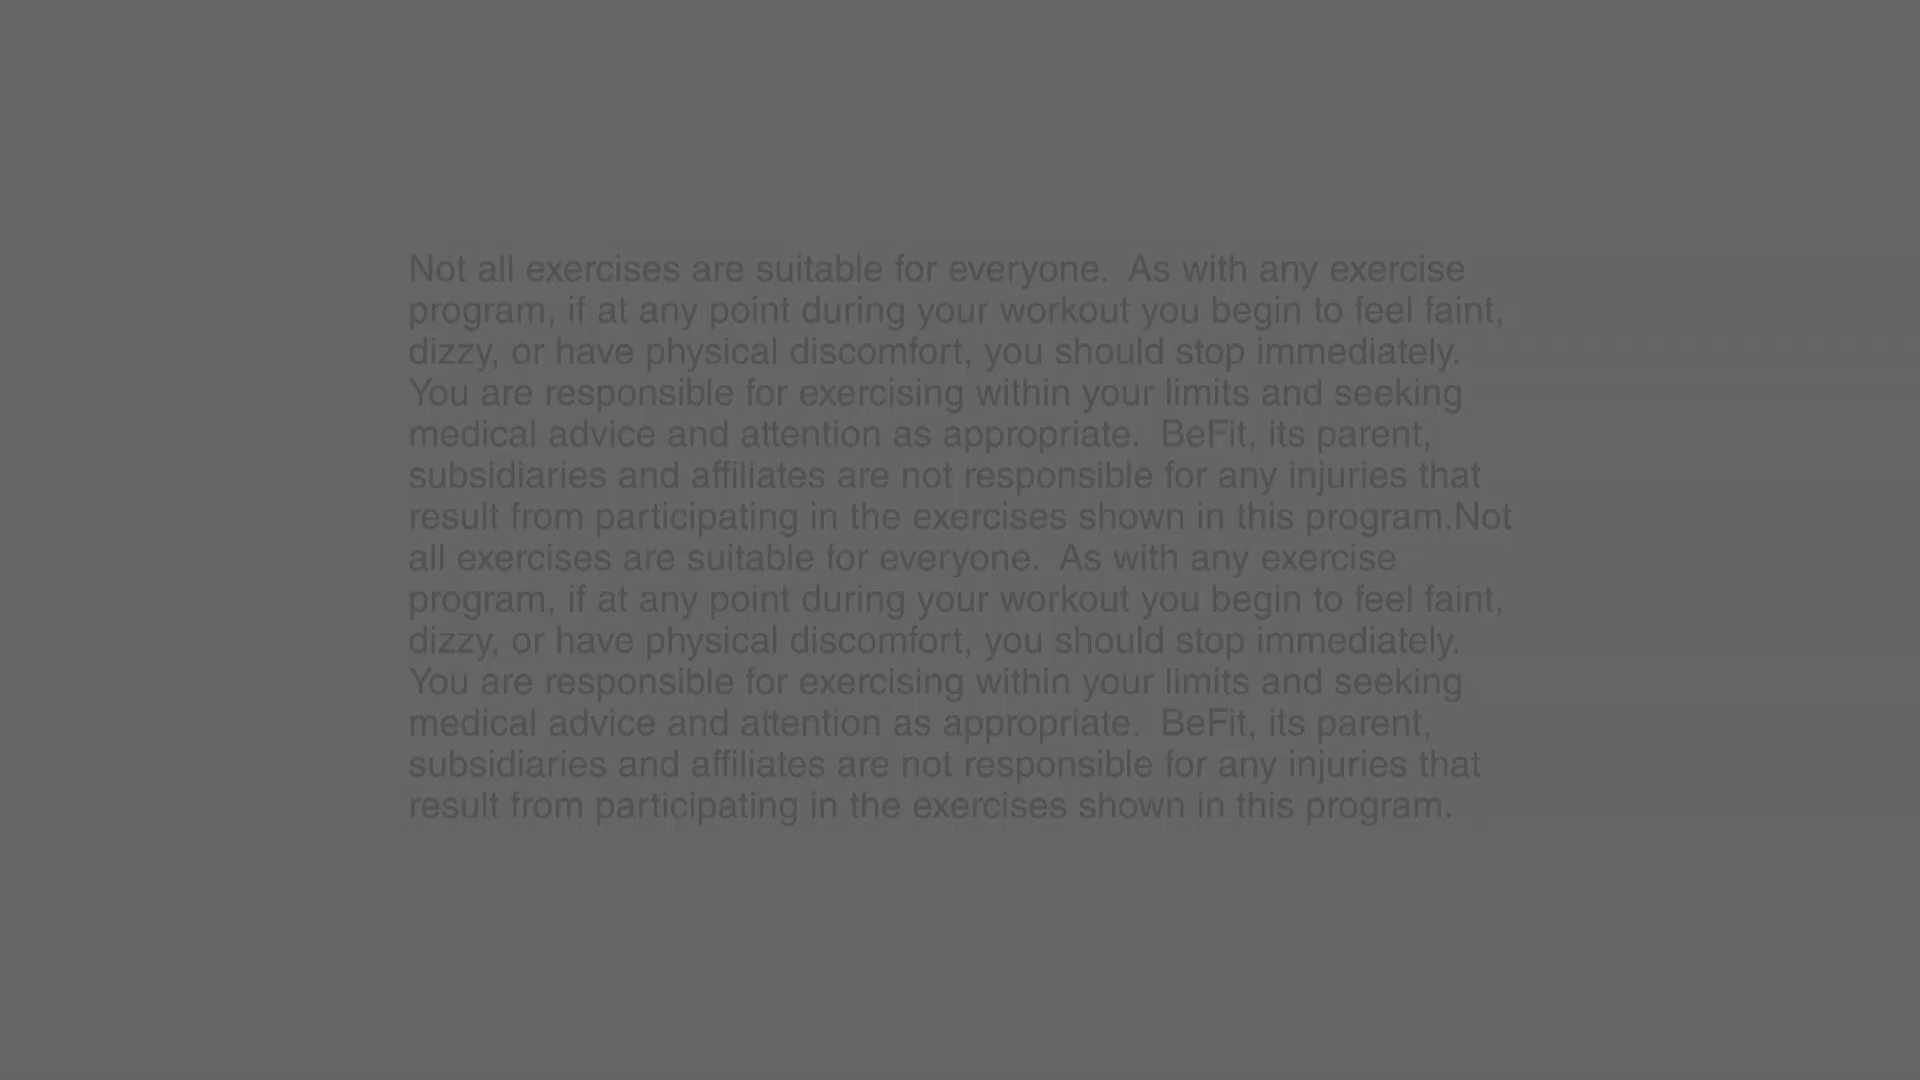 Not all exercises are suitable for everyone.  As with any exercise
program, if at any point during your workout you begin to feel faint,
dizzy, or have physical discomfort, you should stop immediately.
You are responsible for exercising within your limits and seeking
medical advice and attention as appropriate.  BeFit, its parent,
subsidiaries and affiliates are not responsible for any injuries that
result from participating in the exercises shown in this program.Not
all exercises are suitable for everyone.  As with any exercise
program, if at any point during your workout you begin to feel faint,
dizzy, or have physical discomfort, you should stop immediately.
You are responsible for exercising within your limits and seeking
medical advice and attention as appropriate.  BeFit, its parent,
subsidiaries and affiliates are not responsible for any injuries that
result from participating in the exercises shown in this program.